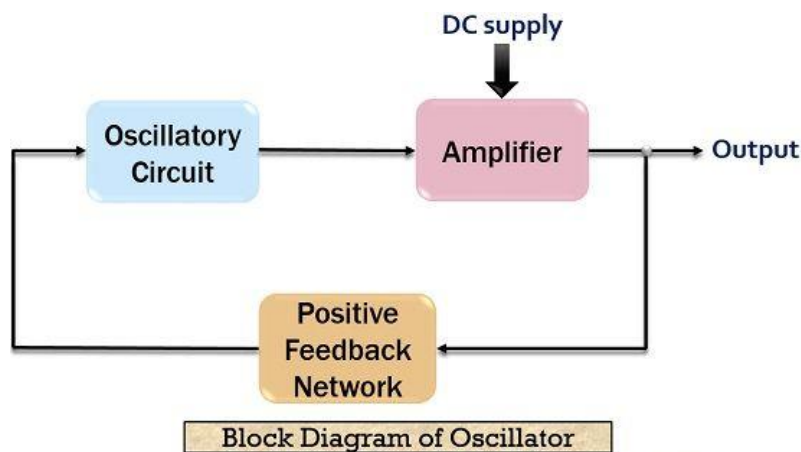 DC supply
Oscillatory
Circuit
Amplifier
Output
Positive
Feedback
Network
Block Diagram of Oscillator